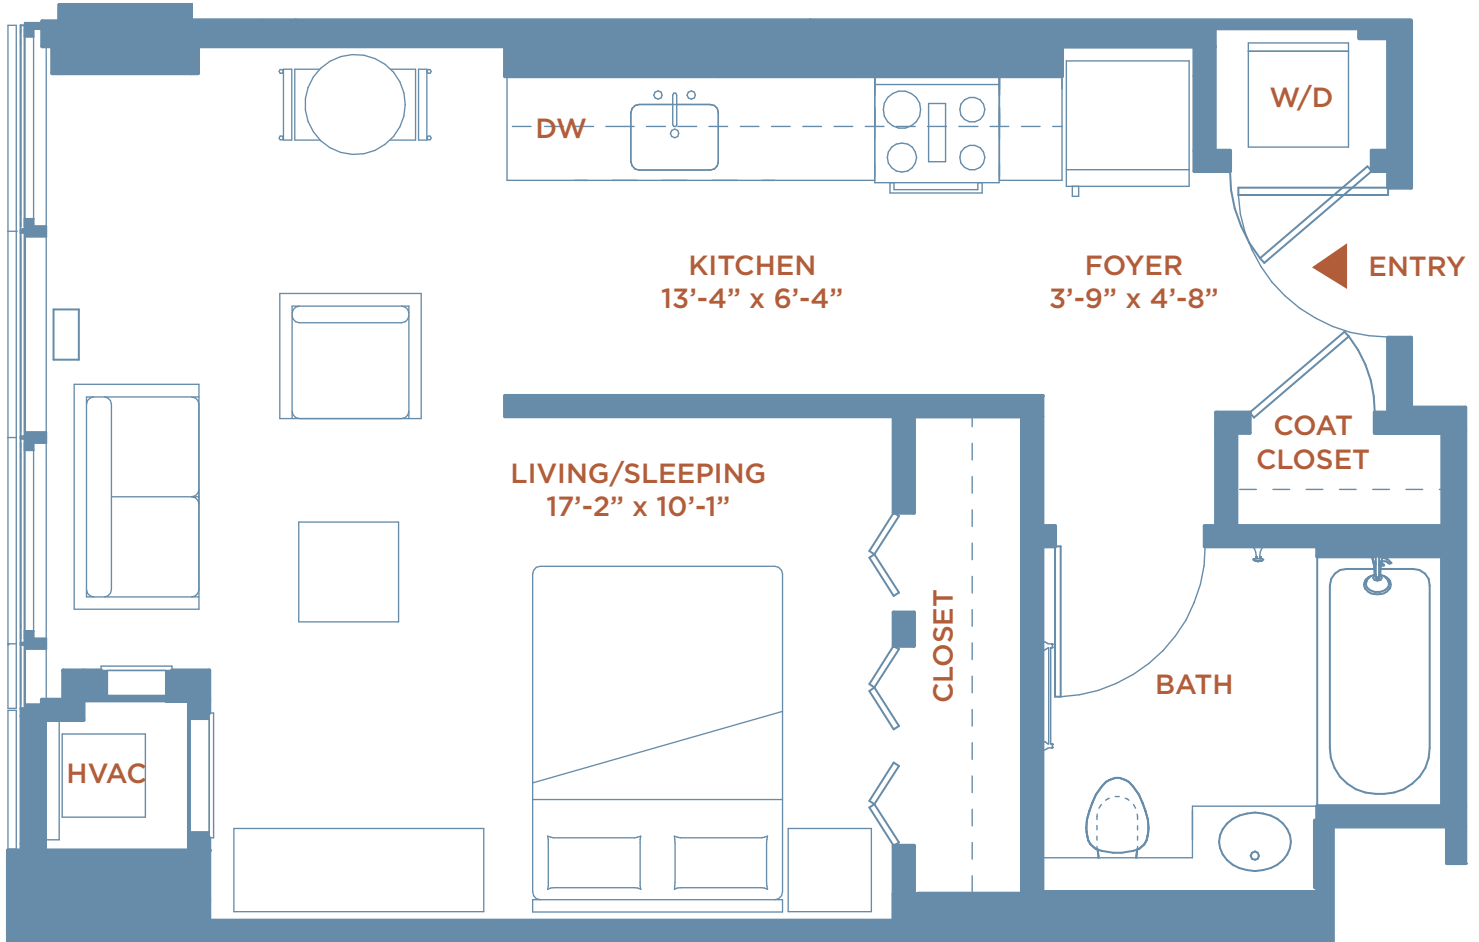 W/D
DW
KITCHEN
13’-4” x 6’-4”
FOYER
3’-9” x 4’-8”
ENTRY
COAT
CLOSET
LIVING/SLEEPING
17’-2” x 10’-1”
CLOSET
BATH
HVAC